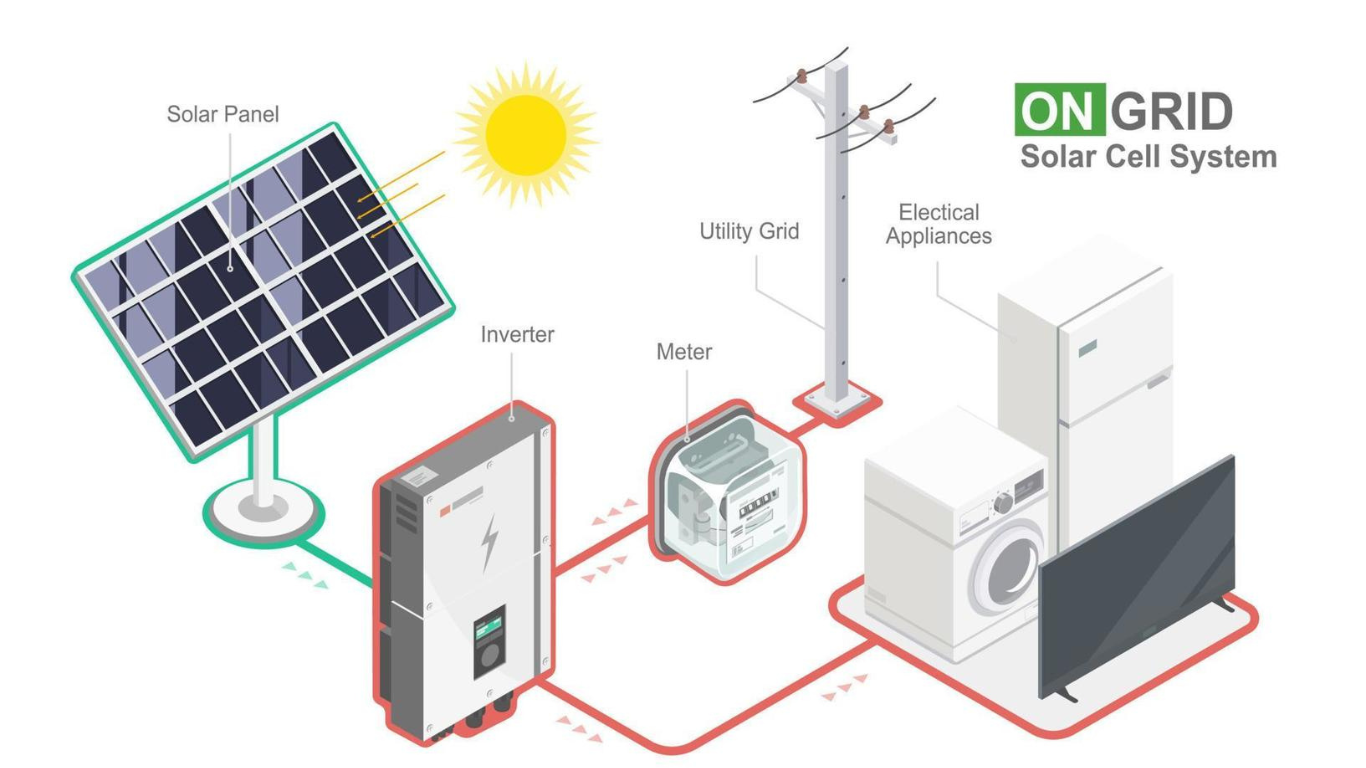 Solar Panel
ON GRID
Solar Cell System
Utility Grid
Electical
Appliances
Inverter
Meter